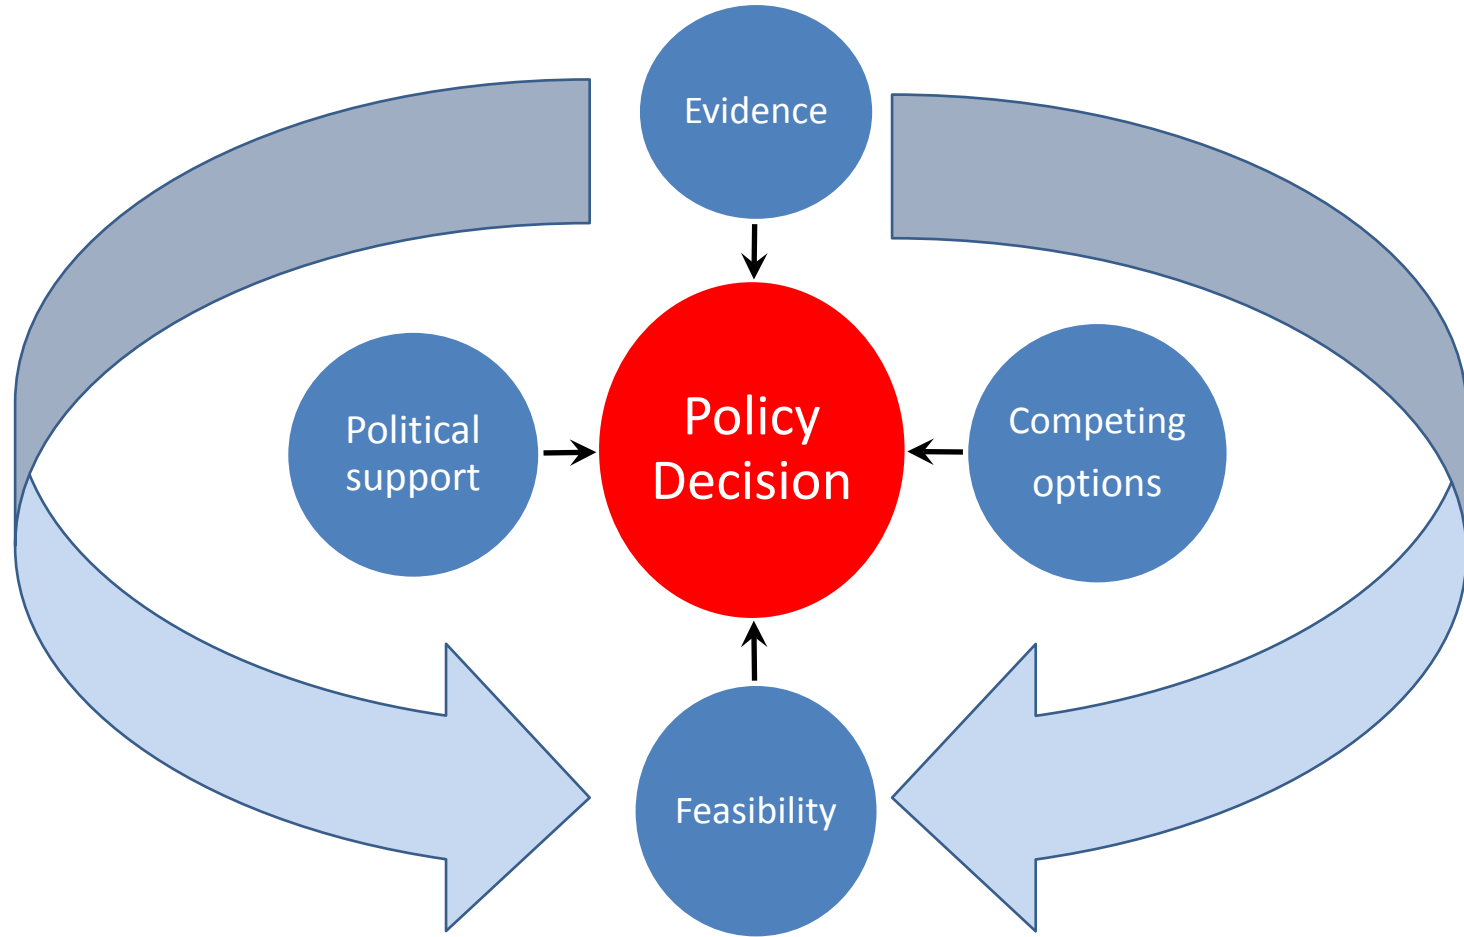 Evidence
Political
support
Policy
Decision
Competing
options
Feasibility